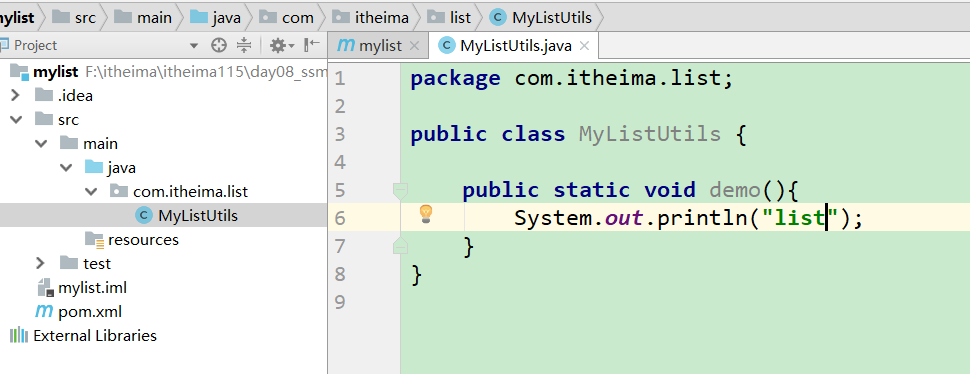 mylist src main java com itheima list MyListUtils
Project
mylist MyListUtils.java
mylist F:\itheima\itheima115\day08_ssm
.idea
src
main
java
com.itheima.list
MyListUtils
resources
test
mylist.iml
pom.xml
External Libraries
1 package com.itheima.list;
2
3 public class MyListUtils {
4
5 public static void demo(){
6 System.out.println("list");
7 }
8 }
9